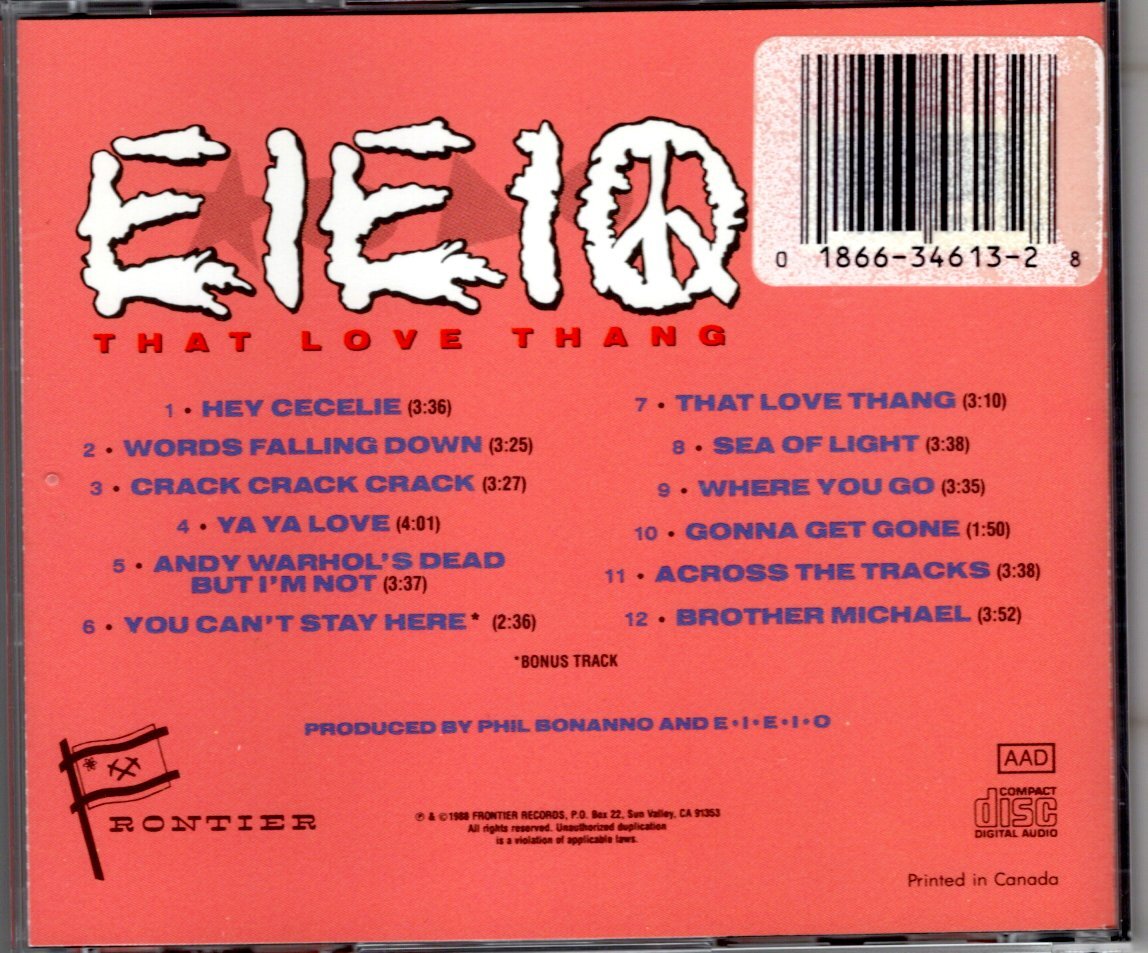 EIEIO
0 1866-34613-2 8
THAT LOVE THANG
1 • HEY CECELIE (3:36)
2 • WORDS FALLING DOWN (3:25)
3 • CRACK CRACK CRACK (3:27)
4 • YA YA LOVE (4:01)
5 • ANDY WARHOL'S DEAD
BUT I'M NOT (3:37)
6 • YOU CAN'T STAY HERE* (2:36)
7 • THAT LOVE THANG (3:10)
8 • SEA OF LIGHT (3:38)
9 • WHERE YOU GO (3:35)
10 • GONNA GET GONE (1:50)
11 • ACROSS THE TRACKS (3:38)
12 • BROTHER MICHAEL (3:52)
*BONUS TRACK
PRODUCED BY PHIL BONANNO AND E•I•E•I•O
FRONTIER
℗ & ©1988 FRONTIER RECORDS, P.O. Box 22, Sun Valley, CA 91353
All rights reserved. Unauthorized duplication
is a violation of applicable laws.
AAD
COMPACT
disc
DIGITAL AUDIO
Printed in Canada